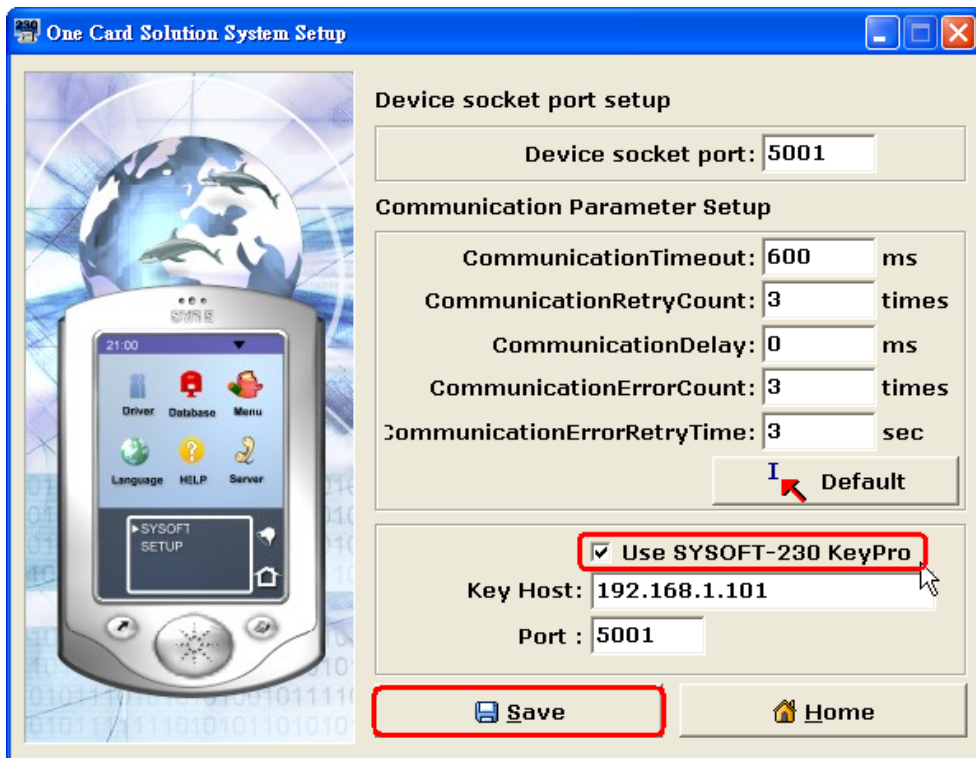 230
One Card Solution System Setup
Device socket port setup
Device socket port: 5001
Communication Parameter Setup
CommunicationTimeout: 600 ms
CommunicationRetryCount: 3 times
CommunicationDelay: 0 ms
CommunicationErrorCount: 3 times
CommunicationErrorRetryTime: 3 sec
I Default
Use SYSOFT-230 KeyPro
Key Host: 192.168.1.101
Port : 5001
Save Home
SYRIS
21:00
Driver Database Menu
Language HELP Server
SYSOFT
SETUP